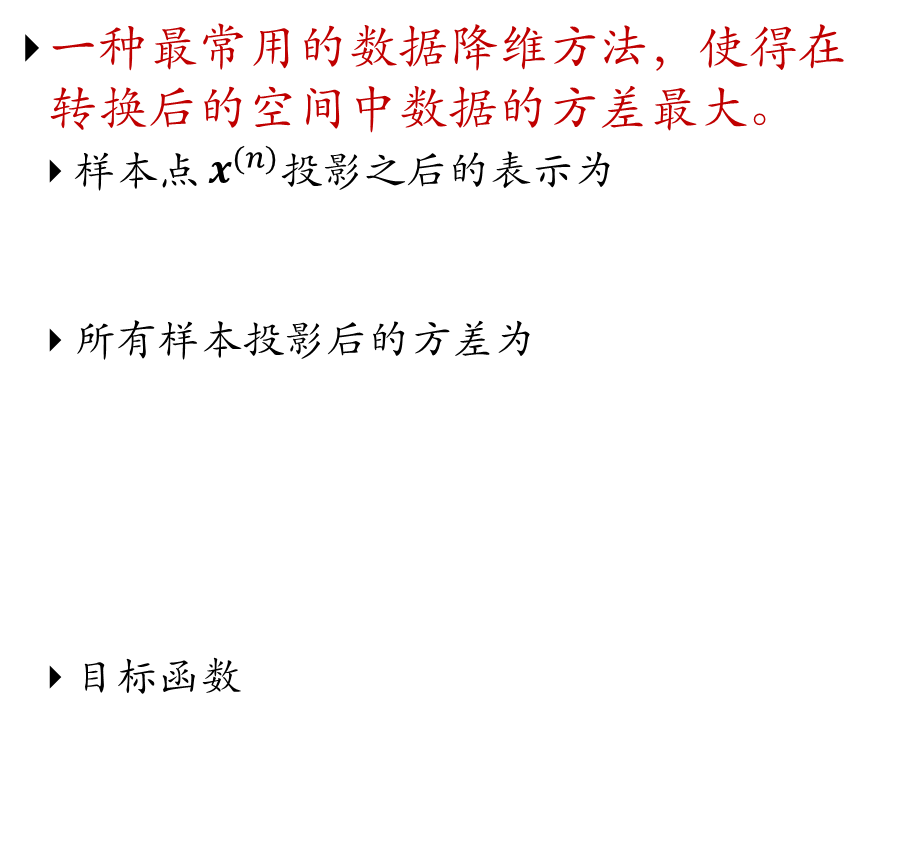 一种最常用的数据降维方法，使得在
转换后的空间中数据的方差最大。
样本点 𝒙⁽ⁿ⁾投影之后的表示为
所有样本投影后的方差为
目标函数